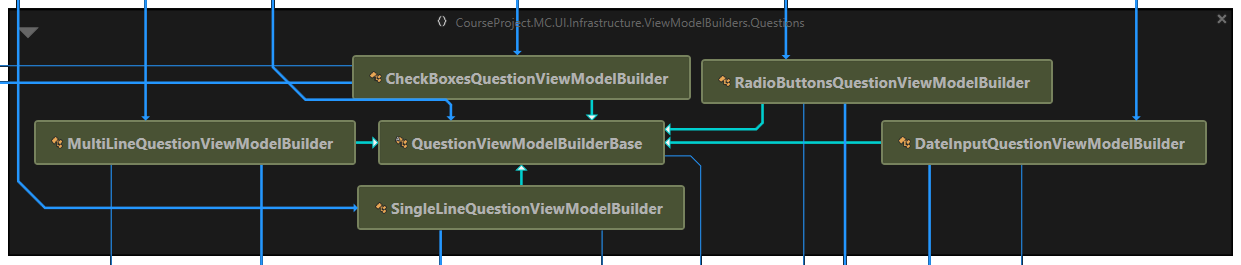 {} CourseProject.MC.UI.Infrastructure.ViewModelBuilders.Questions
CheckBoxesQuestionViewModelBuilder
RadioButtonsQuestionViewModelBuilder
MultiLineQuestionViewModelBuilder
QuestionViewModelBuilderBase
DateInputQuestionViewModelBuilder
SingleLineQuestionViewModelBuilder